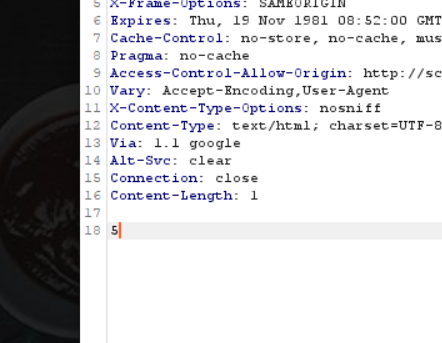 5 X-Frame-Options: SAMEORIGIN
6 Expires: Thu, 19 Nov 1981 08:52:00 GMT
7 Cache-Control: no-store, no-cache, mus
8 Pragma: no-cache
9 Access-Control-Allow-Origin: http://sc
10 Vary: Accept-Encoding,User-Agent
11 X-Content-Type-Options: nosniff
12 Content-Type: text/html; charset=UTF-8
13 Via: 1.1 google
14 Alt-Svc: clear
15 Connection: close
16 Content-Length: 1
17
18 5